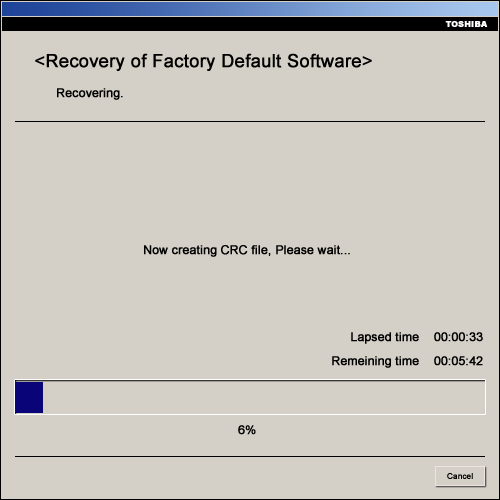 TOSHIBA
<Recovery of Factory Default Software>
Recovering.
Now creating CRC file, Please wait...
Lapsed time 00:00:33
Remeining time 00:05:42
6%
Cancel